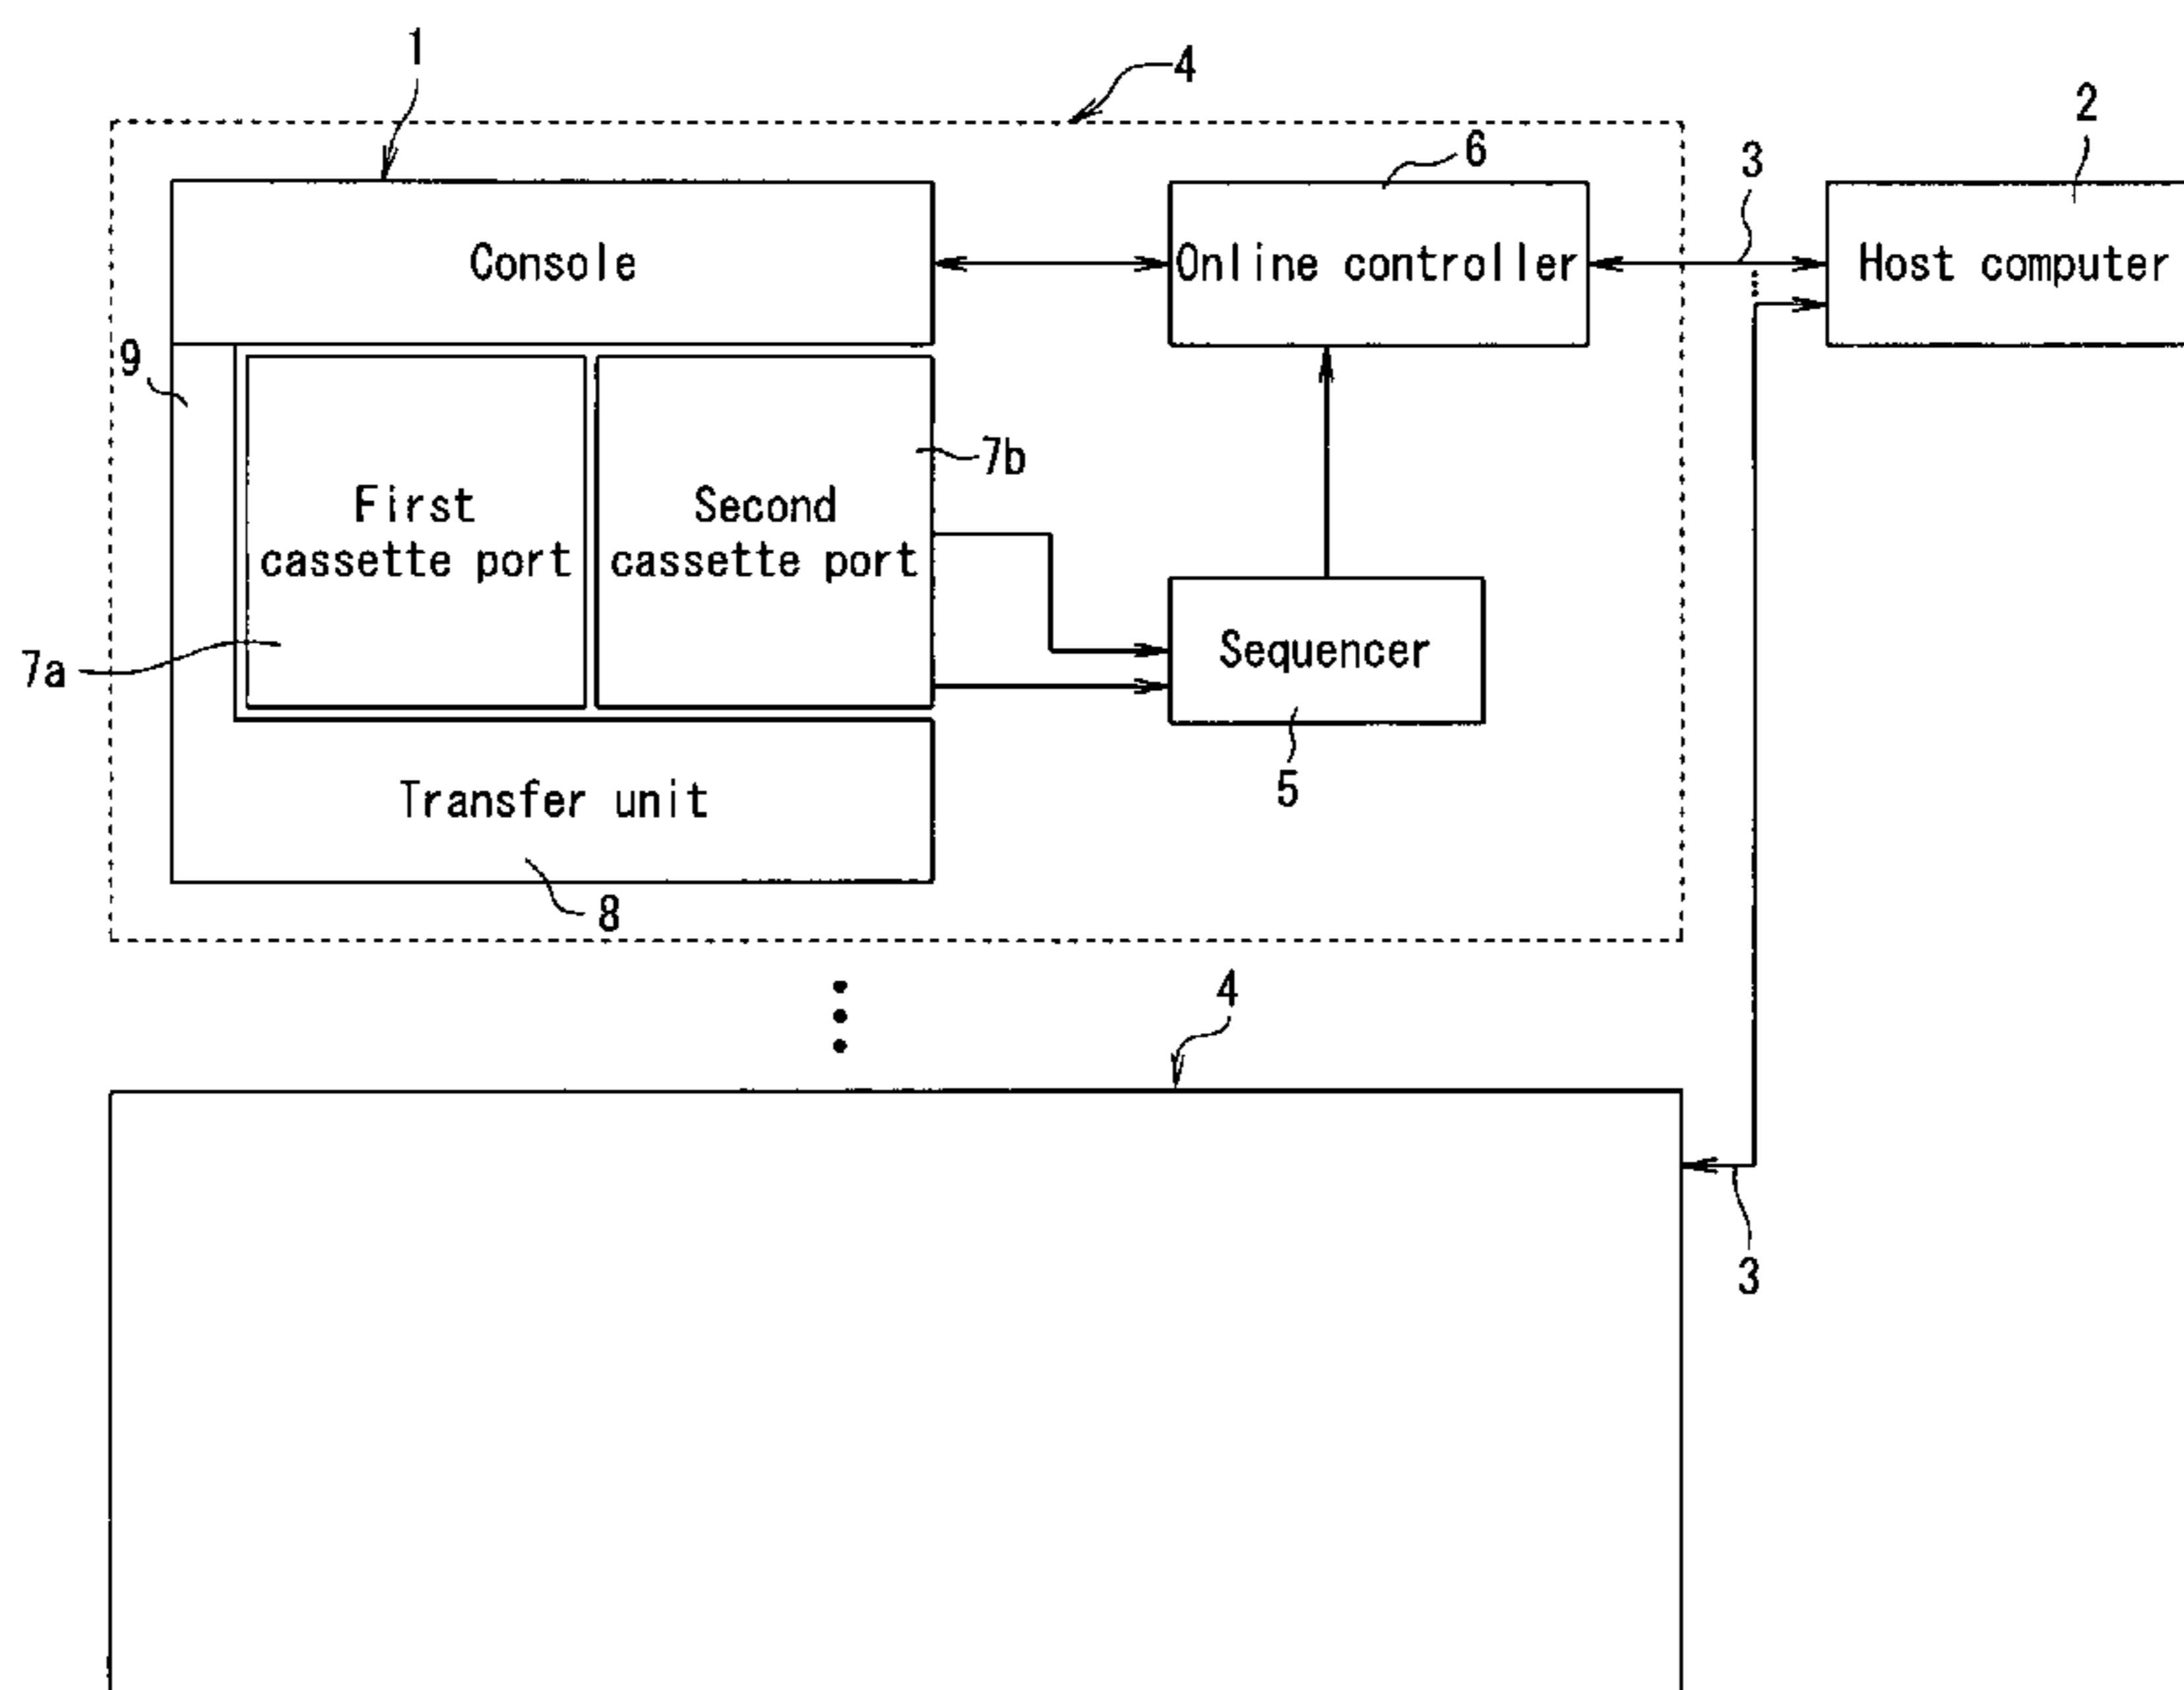 1
4
2
6
3
Console
Online controller
Host computer
9
7b
First
cassette port
Second
cassette port
7a
Sequencer
5
Transfer unit
8
4
3